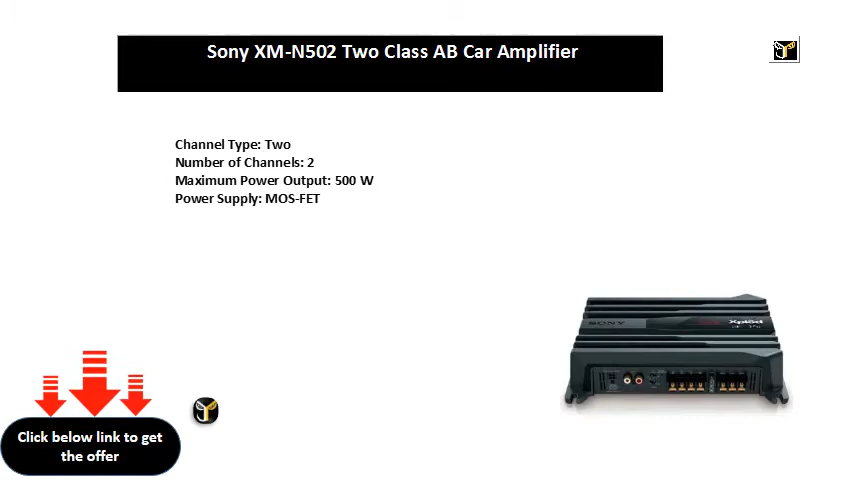 Sony XM-N502 Two Class AB Car Amplifier
Channel Type: Two
Number of Channels: 2
Maximum Power Output: 500 W
Power Supply: MOS-FET
SONY
Xplod
Click below link to get
the offer